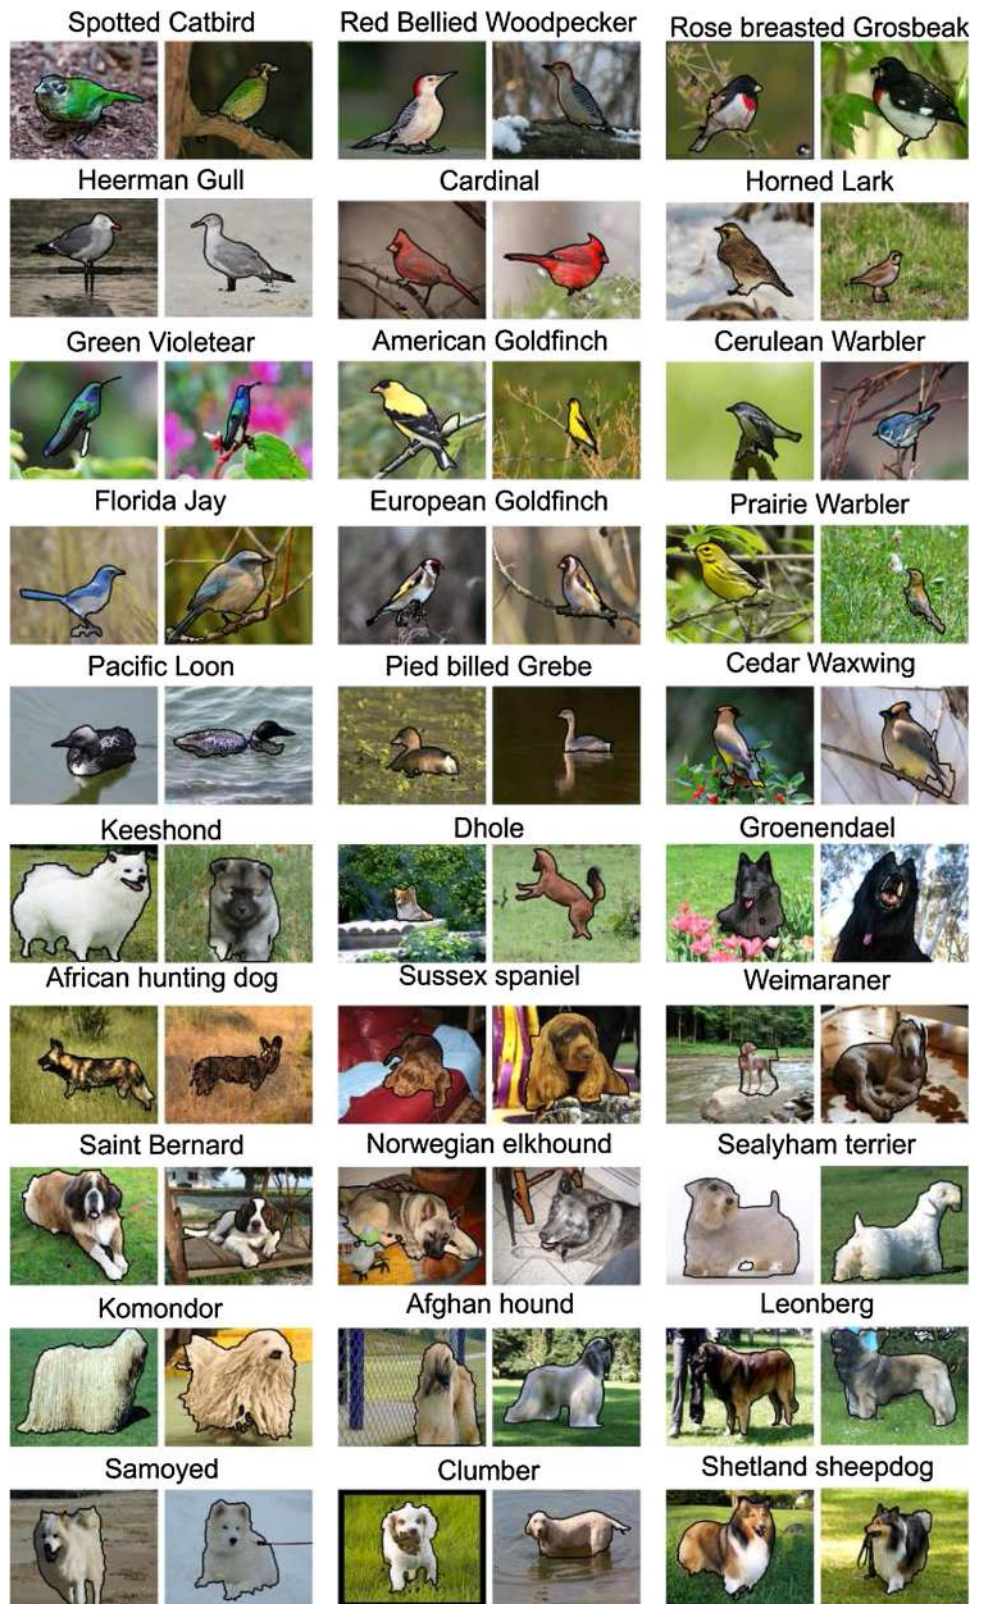 Spotted Catbird
Red Bellied Woodpecker
Rose breasted Grosbeak
Heerman Gull
Cardinal
Horned Lark
Green Violetear
American Goldfinch
Cerulean Warbler
Florida Jay
European Goldfinch
Prairie Warbler
Pacific Loon
Pied billed Grebe
Cedar Waxwing
Keeshond
Dhole
Groenendael
African hunting dog
Sussex spaniel
Weimaraner
Saint Bernard
Norwegian elkhound
Sealyham terrier
Komondor
Afghan hound
Leonberg
Samoyed
Clumber
Shetland sheepdog